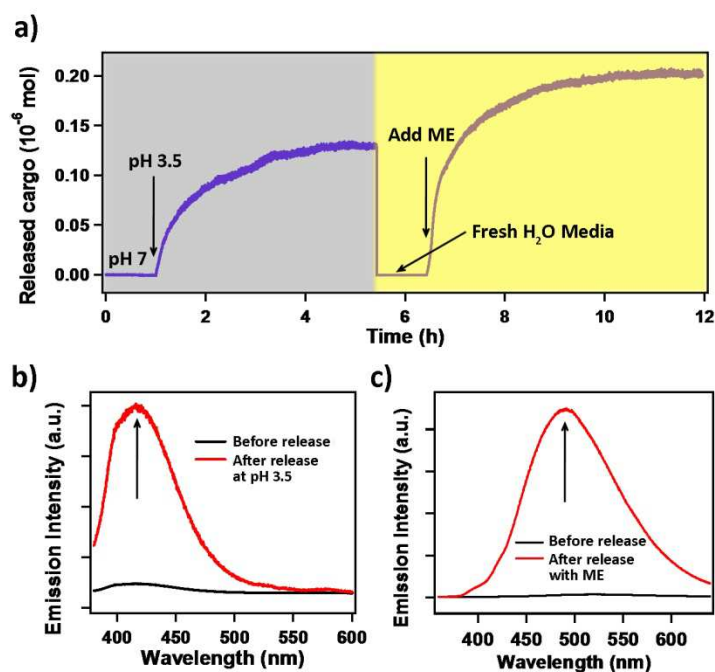 a)
Released cargo (10⁻⁶ mol)
0.20
0.15
0.10
0.05
0.00
pH 3.5
pH 7
Add ME
Fresh H₂O Media
0
2
4
6
8
10
12
Time (h)
b)
Emission Intensity (a.u.)
Before release
After release
at pH 3.5
400
450
500
550
600
Wavelength (nm)
c)
Emission Intensity (a.u.)
Before release
After release
with ME
400
450
500
550
600
Wavelength (nm)